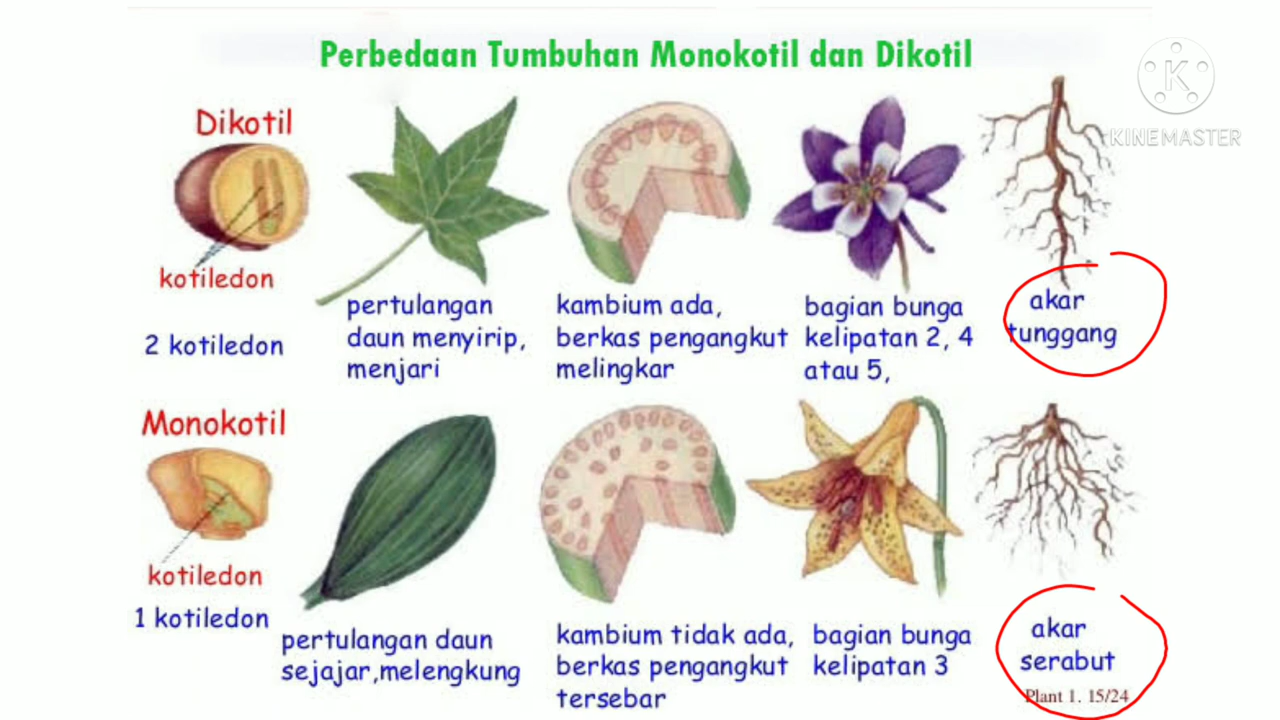 Perbedaan Tumbuhan Monokotil dan Dikotil
KINEMASTER
Dikotil
kotiledon
2 kotiledon
pertulangan
daun menyirip,
menjari
kambium ada,
berkas pengangkut
melingkar
bagian bunga
kelipatan 2, 4
atau 5,
akar
tunggang
Monokotil
kotiledon
1 kotiledon
pertulangan daun
sejajar,melengkung
kambium tidak ada,
berkas pengangkut
tersebar
bagian bunga
kelipatan 3
akar
serabut
Plant 1. 15/24